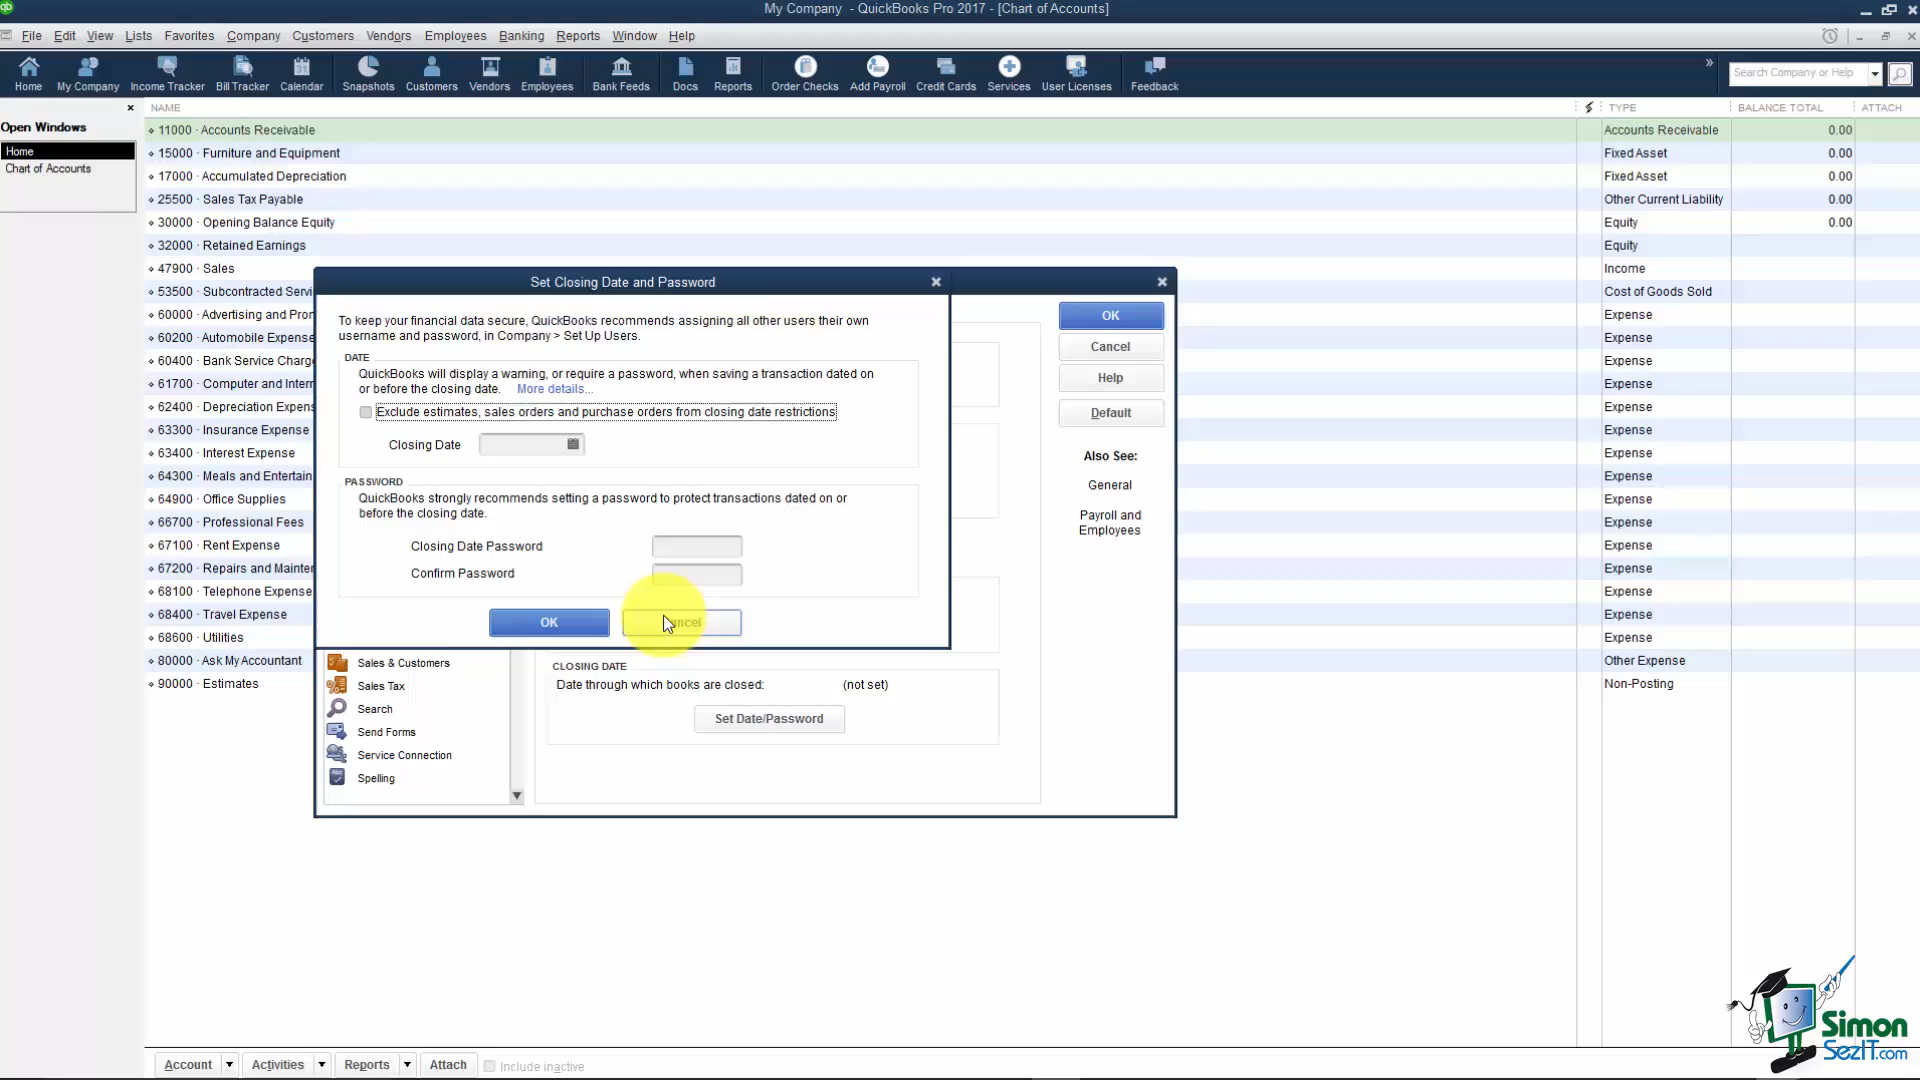 My Company - QuickBooks Pro 2017 - [Chart of Accounts]
File Edit View Lists Favorites Company Customers Vendors Employees Banking Reports Window Help
Home My Company Income Tracker Bill Tracker Calendar Snapshots Customers Vendors Employees Bank Feeds Docs Reports Order Checks Add Payroll Credit Cards Services User Licenses Feedback
Search Company or Help
NAME TYPE BALANCE TOTAL ATTACH
Open Windows
Home
Chart of Accounts
11000 · Accounts Receivable Accounts Receivable 0.00
15000 · Furniture and Equipment Fixed Asset 0.00
17000 · Accumulated Depreciation Fixed Asset 0.00
25500 · Sales Tax Payable Other Current Liability 0.00
30000 · Opening Balance Equity Equity 0.00
32000 · Retained Earnings Equity
47900 · Sales Income
53500 · Subcontracted Servi Cost of Goods Sold
60000 · Advertising and Pro Expense
60200 · Automobile Expense Expense
60400 · Bank Service Charg Expense
61700 · Computer and Inter Expense
62400 · Depreciation Expens Expense
63300 · Insurance Expense Expense
63400 · Interest Expense Expense
64300 · Meals and Entertain Expense
64900 · Office Supplies Expense
66700 · Professional Fees Expense
67100 · Rent Expense Expense
67200 · Repairs and Mainte Expense
68100 · Telephone Expense Expense
68400 · Travel Expense Expense
68600 · Utilities Expense
80000 · Ask My Accountant Other Expense
90000 · Estimates Non-Posting
Set Closing Date and Password
To keep your financial data secure, QuickBooks recommends assigning all other users their own
username and password, in Company > Set Up Users.
DATE
QuickBooks will display a warning, or require a password, when saving a transaction dated on
or before the closing date. More details...
Exclude estimates, sales orders and purchase orders from closing date restrictions
Closing Date
PASSWORD
QuickBooks strongly recommends setting a password to protect transactions dated on or
before the closing date.
Closing Date Password
Confirm Password
OK
OK
Cancel
Help
Default
Also See:
General
Payroll and
Employees
Sales & Customers
Sales Tax
Search
Send Forms
Service Connection
Spelling
CLOSING DATE
Date through which books are closed: (not set)
Set Date/Password
Account Activities Reports Attach Include inactive
Simon
SezIT.com